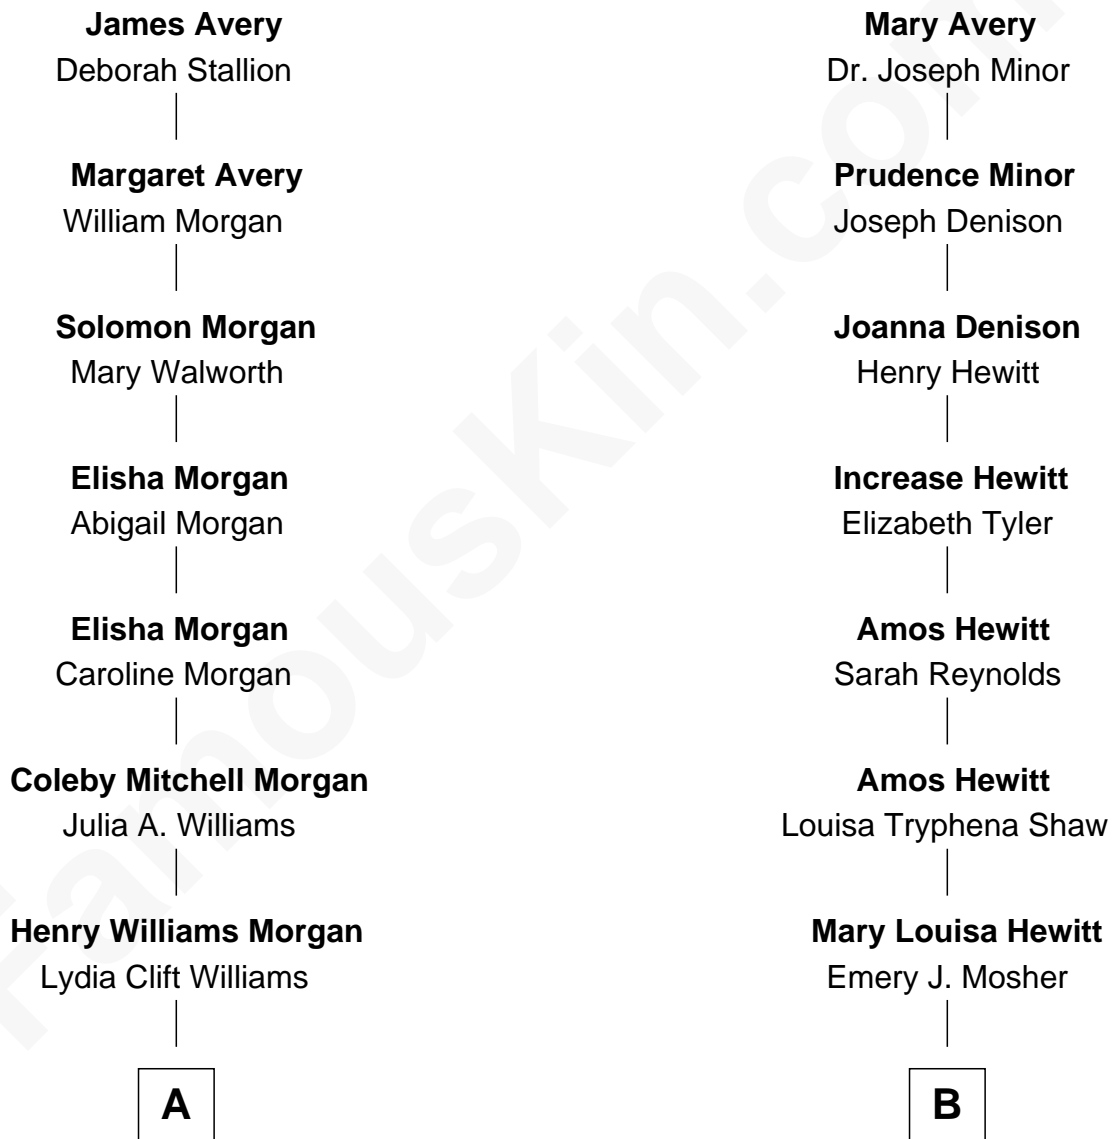 James Avery
Deborah Stallion
Margaret Avery
William Morgan
Solomon Morgan
Mary Walworth
Elisha Morgan
Abigail Morgan
Elisha Morgan
Caroline Morgan
Coleby Mitchell Morgan
Julia A. Williams
Henry Williams Morgan
Lydia Clift Williams
A
Mary Avery
Dr. Joseph Minor
Prudence Minor
Joseph Denison
Joanna Denison
Henry Hewitt
Increase Hewitt
Elizabeth Tyler
Amos Hewitt
Sarah Reynolds
Amos Hewitt
Louisa Tryphena Shaw
Mary Louisa Hewitt
Emery J. Mosher
B
FamousKin.com